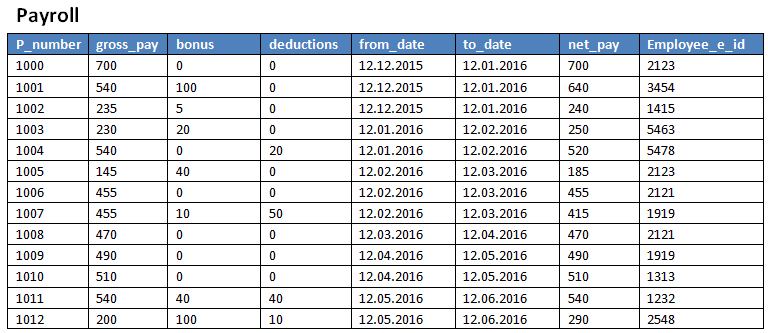 Payroll
P_number gross_pay bonus deductions from_date to_date net_pay Employee_e_id
1000 700 0 0 12.12.2015 12.01.2016 700 2123
1001 540 100 0 12.12.2015 12.01.2016 640 3454
1002 235 5 0 12.12.2015 12.01.2016 240 1415
1003 230 20 0 12.01.2016 12.02.2016 250 5463
1004 540 0 20 12.01.2016 12.02.2016 520 5478
1005 145 40 0 12.02.2016 12.03.2016 185 2123
1006 455 0 0 12.02.2016 12.03.2016 455 2121
1007 455 10 50 12.02.2016 12.03.2016 415 1919
1008 470 0 0 12.03.2016 12.04.2016 470 2121
1009 490 0 0 12.04.2016 12.05.2016 490 1919
1010 510 0 0 12.04.2016 12.05.2016 510 1313
1011 540 40 40 12.05.2016 12.06.2016 540 1232
1012 200 100 10 12.05.2016 12.06.2016 290 2548